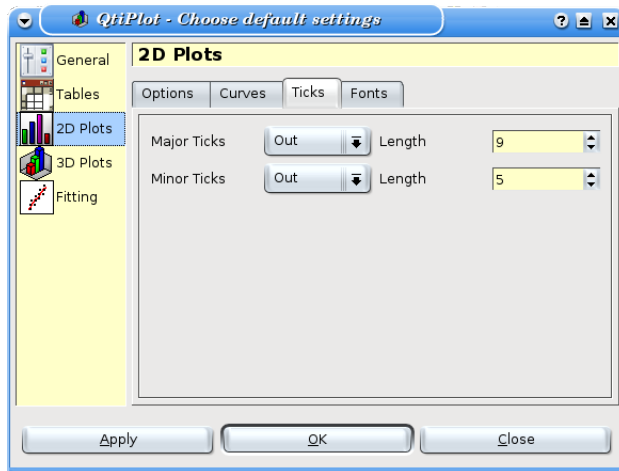 QtiPlot - Choose default settings
?
General
Tables
2D Plots
3D Plots
Fitting
2D Plots
Options Curves Ticks Fonts
Major Ticks Out Length 9
Minor Ticks Out Length 5
Apply OK Close